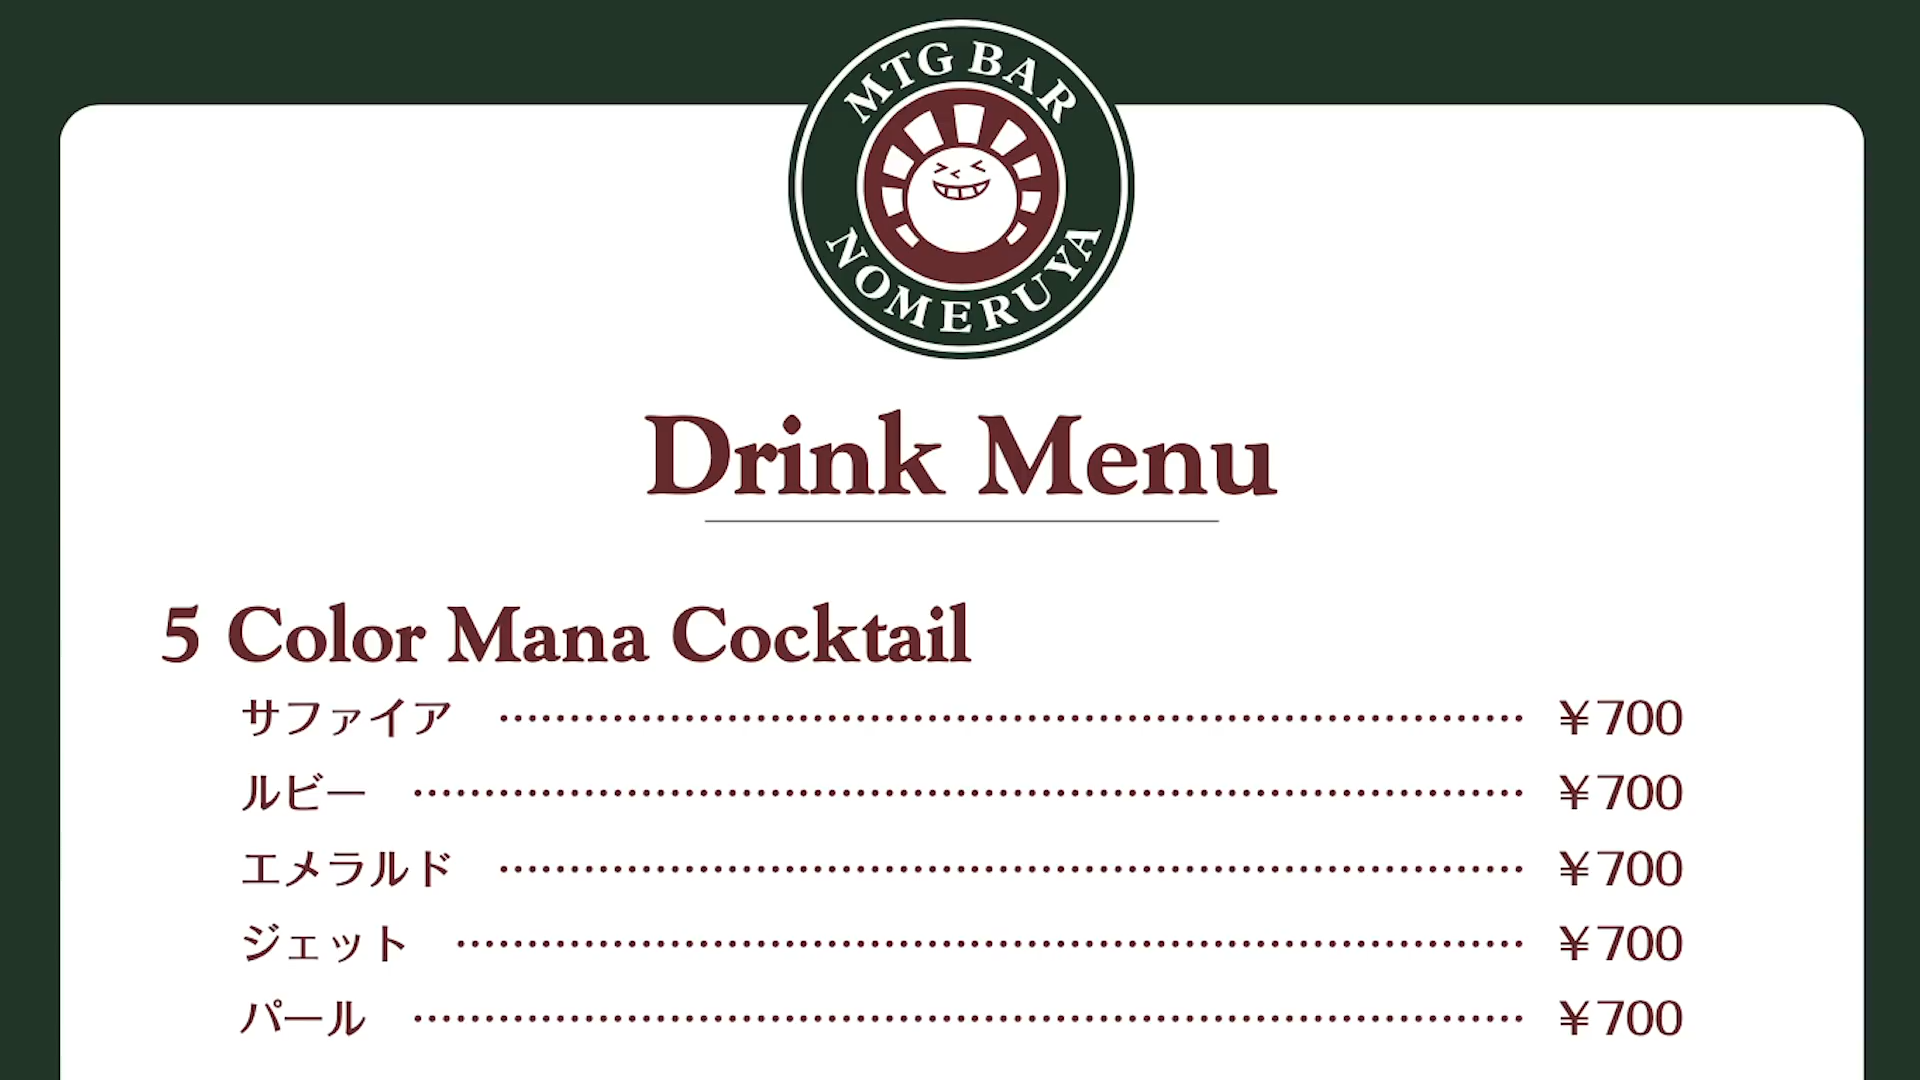 MTG BAR
NOMERUYA
Drink Menu
5 Color Mana Cocktail
サファイア ¥700
ルビー ¥700
エメラルド ¥700
ジェット ¥700
パール ¥700